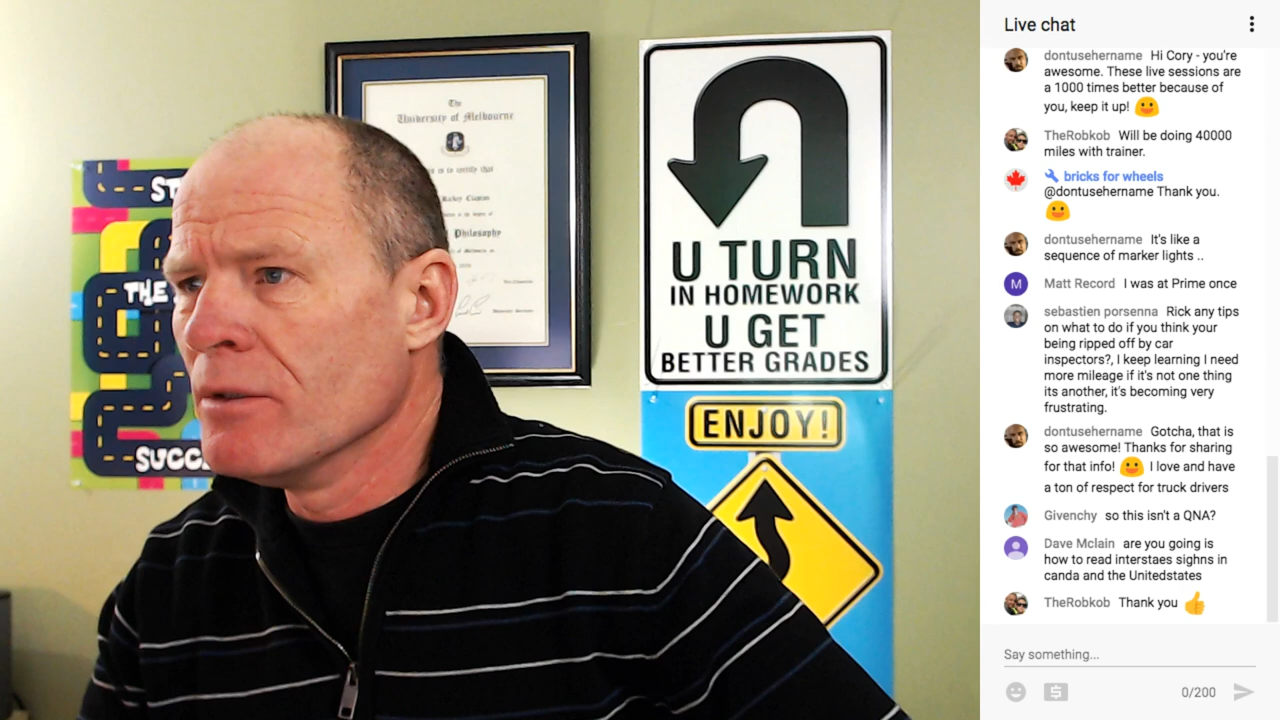 ST
THE
SUCC
The
University of Melbourne
is to certify that
Philosophy
U TURN
IN HOMEWORK
U GET
BETTER GRADES
ENJOY!
Live chat
dontusehername Hi Cory - you're
awesome. These live sessions are
a 1000 times better because of
you, keep it up! 😀
TheRobkob Will be doing 40000
miles with trainer.
bricks for wheels
@dontusehername Thank you.
😀
dontusehername It's like a
sequence of marker lights ..
M
Matt Record I was at Prime once
sebastien porsenna Rick any tips
on what to do if you think your
being ripped off by car
inspectors?, I keep learning I need
more mileage if it's not one thing
its another, it's becoming very
frustrating.
dontusehername Gotcha, that is
so awesome! Thanks for sharing
for that info! 😀 I love and have
a ton of respect for truck drivers
Givenchy so this isn't a QNA?
Dave Mclain are you going is
how to read interstaes sighns in
canda and the Unitedstates
TheRobkob Thank you 👍
Say something...
0/200